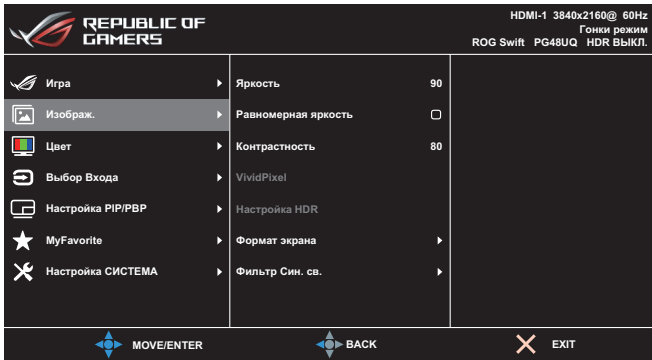 REPUBLIC OF
GAMERS
HDMI-1 3840x2160@ 60Hz
Гонки режим
ROG Swift PG48UQ HDR ВЫКЛ.
Игра
Изображ.
Цвет
Выбор Входа
Настройка PIP/PBP
MyFavorite
Настройка СИСТЕМА
Яркость 90
Равномерная яркость
Контрастность 80
VividPixel
Настройка HDR
Формат экрана
Фильтр Син. св.
MOVE/ENTER BACK EXIT